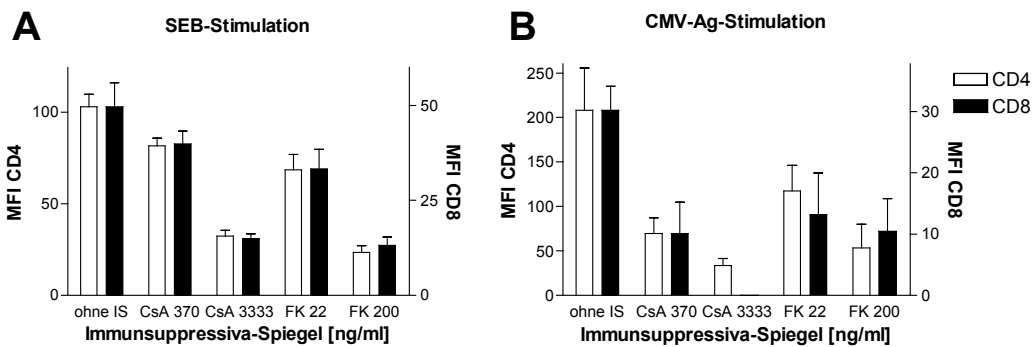 A
SEB-Stimulation
MFI CD4
100
50
0
50
25
0
MFI CD8
ohne IS CsA 370 CsA 3333 FK 22 FK 200
Immunsuppressiva-Spiegel [ng/ml]
B
CMV-Ag-Stimulation
MFI CD4
250
200
150
100
50
0
30
20
10
0
MFI CD8
CD4
CD8
ohne IS CsA 370 CsA 3333 FK 22 FK 200
Immunsuppressiva-Spiegel [ng/ml]